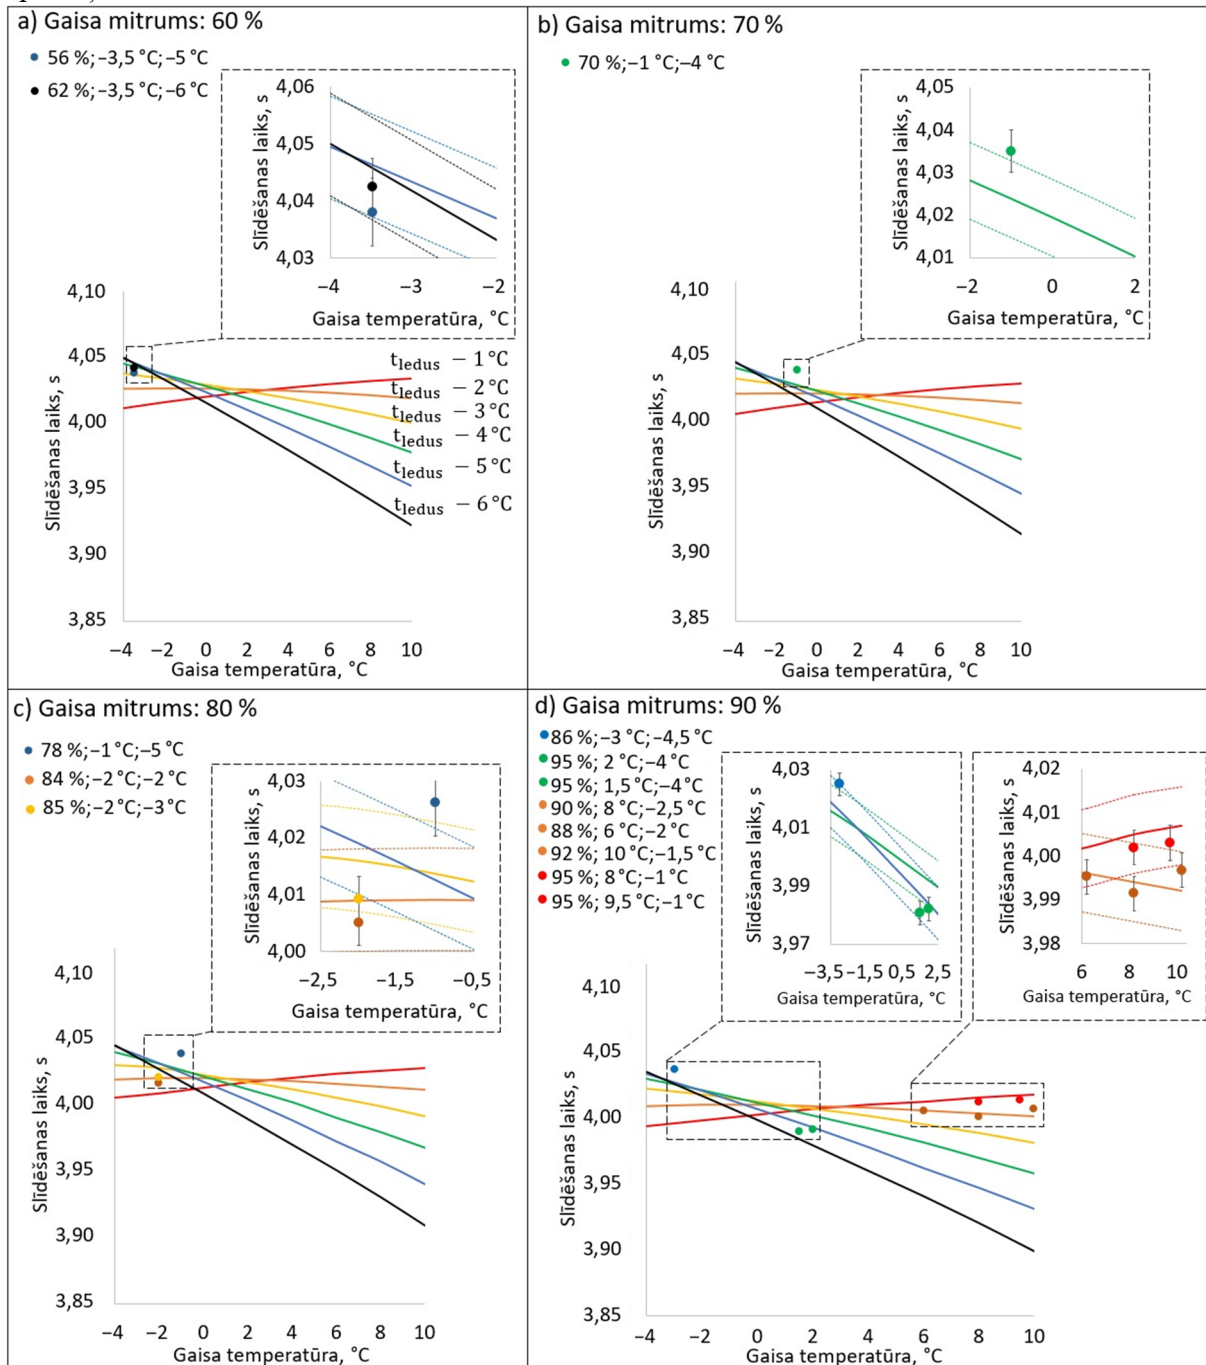 a) Gaisa mitrums: 60 %
56 %;−3,5 °C;−5 °C
62 %;−3,5 °C;−6 °C
Slīdēšanas laiks, s
4,06
4,05
4,04
4,03
−4 −3 −2
Gaisa temperatūra, °C
Slīdēšanas laiks, s
4,10
4,05
4,00
3,95
3,90
3,85
t_ledus − 1 °C
t_ledus − 2 °C
t_ledus − 3 °C
t_ledus − 4 °C
t_ledus − 5 °C
t_ledus − 6 °C
−4 −2 0 2 4 6 8 10
Gaisa temperatūra, °C
b) Gaisa mitrums: 70 %
70 %;−1 °C;−4 °C
Slīdēšanas laiks, s
4,05
4,04
4,03
4,02
4,01
−2 0 2
Gaisa temperatūra, °C
Slīdēšanas laiks, s
4,10
4,05
4,00
3,95
3,90
3,85
−4 −2 0 2 4 6 8 10
Gaisa temperatūra, °C
c) Gaisa mitrums: 80 %
78 %;−1 °C;−5 °C
84 %;−2 °C;−2 °C
85 %;−2 °C;−3 °C
Slīdēšanas laiks, s
4,03
4,02
4,01
4,00
−2,5 −1,5 −0,5
Gaisa temperatūra, °C
Slīdēšanas laiks, s
4,10
4,05
4,00
3,95
3,90
3,85
−4 −2 0 2 4 6 8 10
Gaisa temperatūra, °C
d) Gaisa mitrums: 90 %
86 %;−3 °C;−4,5 °C
95 %; 2 °C;−4 °C
95 %; 1,5 °C;−4 °C
90 %; 8 °C;−2,5 °C
88 %; 6 °C;−2 °C
92 %; 10 °C;−1,5 °C
95 %; 8 °C;−1 °C
95 %; 9,5 °C;−1 °C
Slīdēšanas laiks, s
4,03
4,01
3,99
3,97
−3,5 −1,5 0,5 2,5
Gaisa temperatūra, °C
Slīdēšanas laiks, s
4,02
4,01
4,00
3,99
3,98
6 8 10
Gaisa temperatūra, °C
Slīdēšanas laiks, s
4,10
4,05
4,00
3,95
3,90
3,85
−4 −2 0 2 4 6 8 10
Gaisa temperatūra, °C